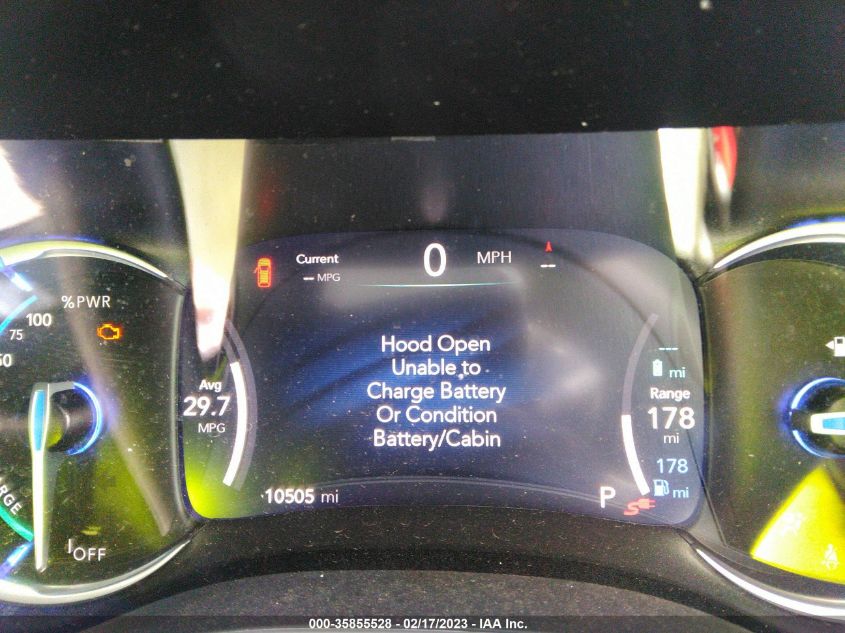 Current
-- MPG
0 MPH
--
%PWR
100
75
50
Hood Open
Unable to
Charge Battery
Or Condition
Battery/Cabin
Avg
29.7
MPG
---
mi
Range
178
mi
178
mi
10505 mi
P
OFF
000-35855528 - 02/17/2023 - IAA Inc.